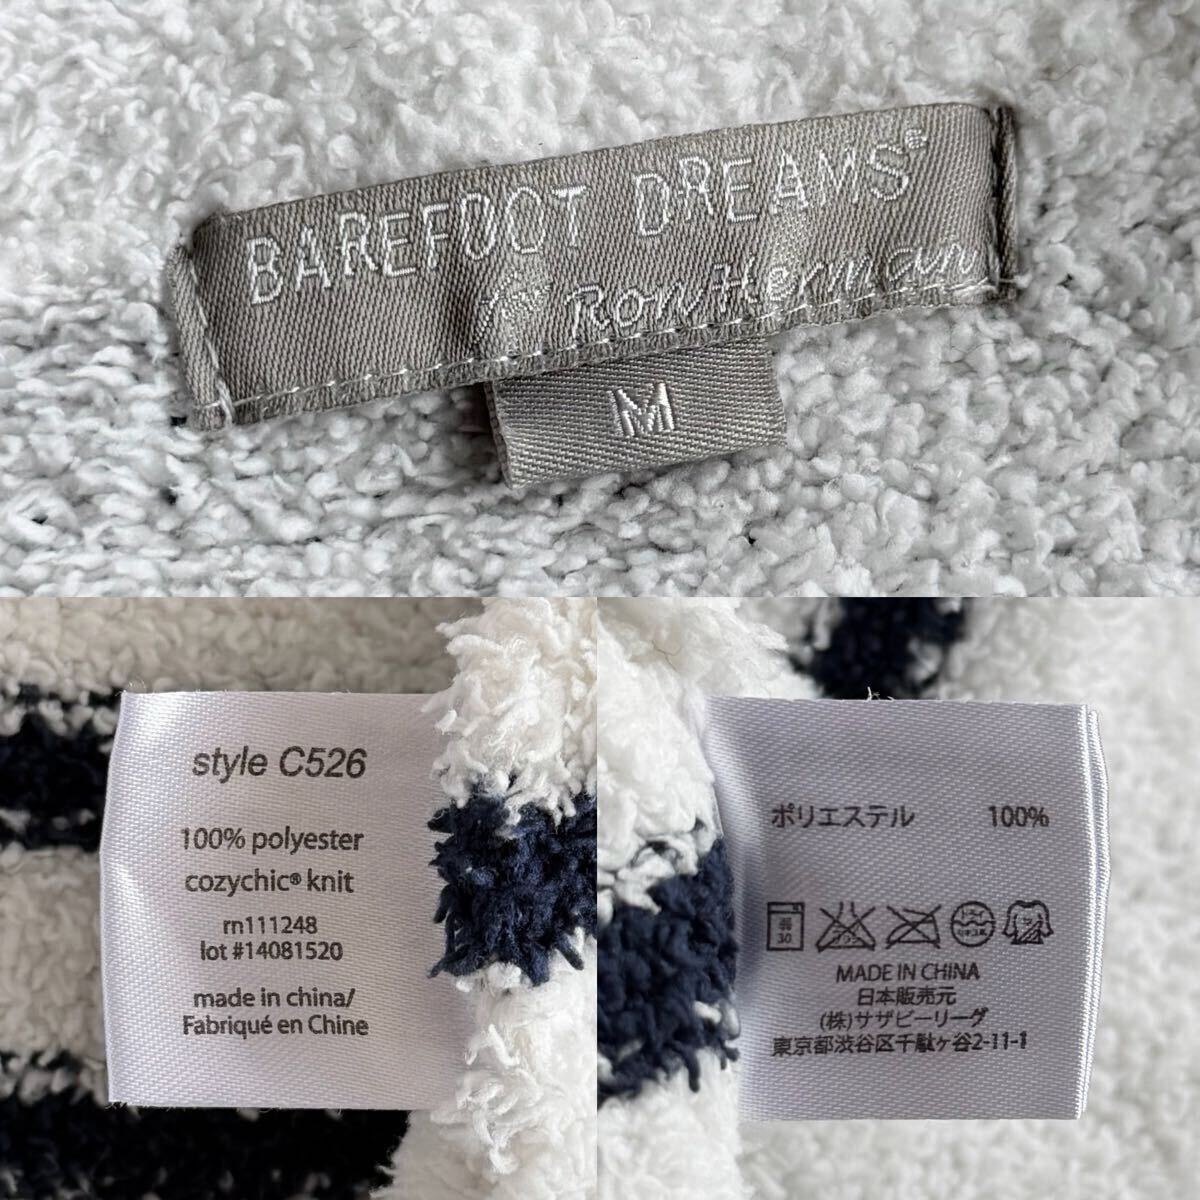 BAREFOOT DREAMS®
for Ron Herman
M
style C526
100% polyester
cozychic® knit
rn111248
lot #14081520
made in china/
Fabriqué en Chine
ポリエステル 100%
弱
30
MADE IN CHINA
日本販売元
(株)サザビーリーグ
東京都渋谷区千駄ヶ谷2-11-1